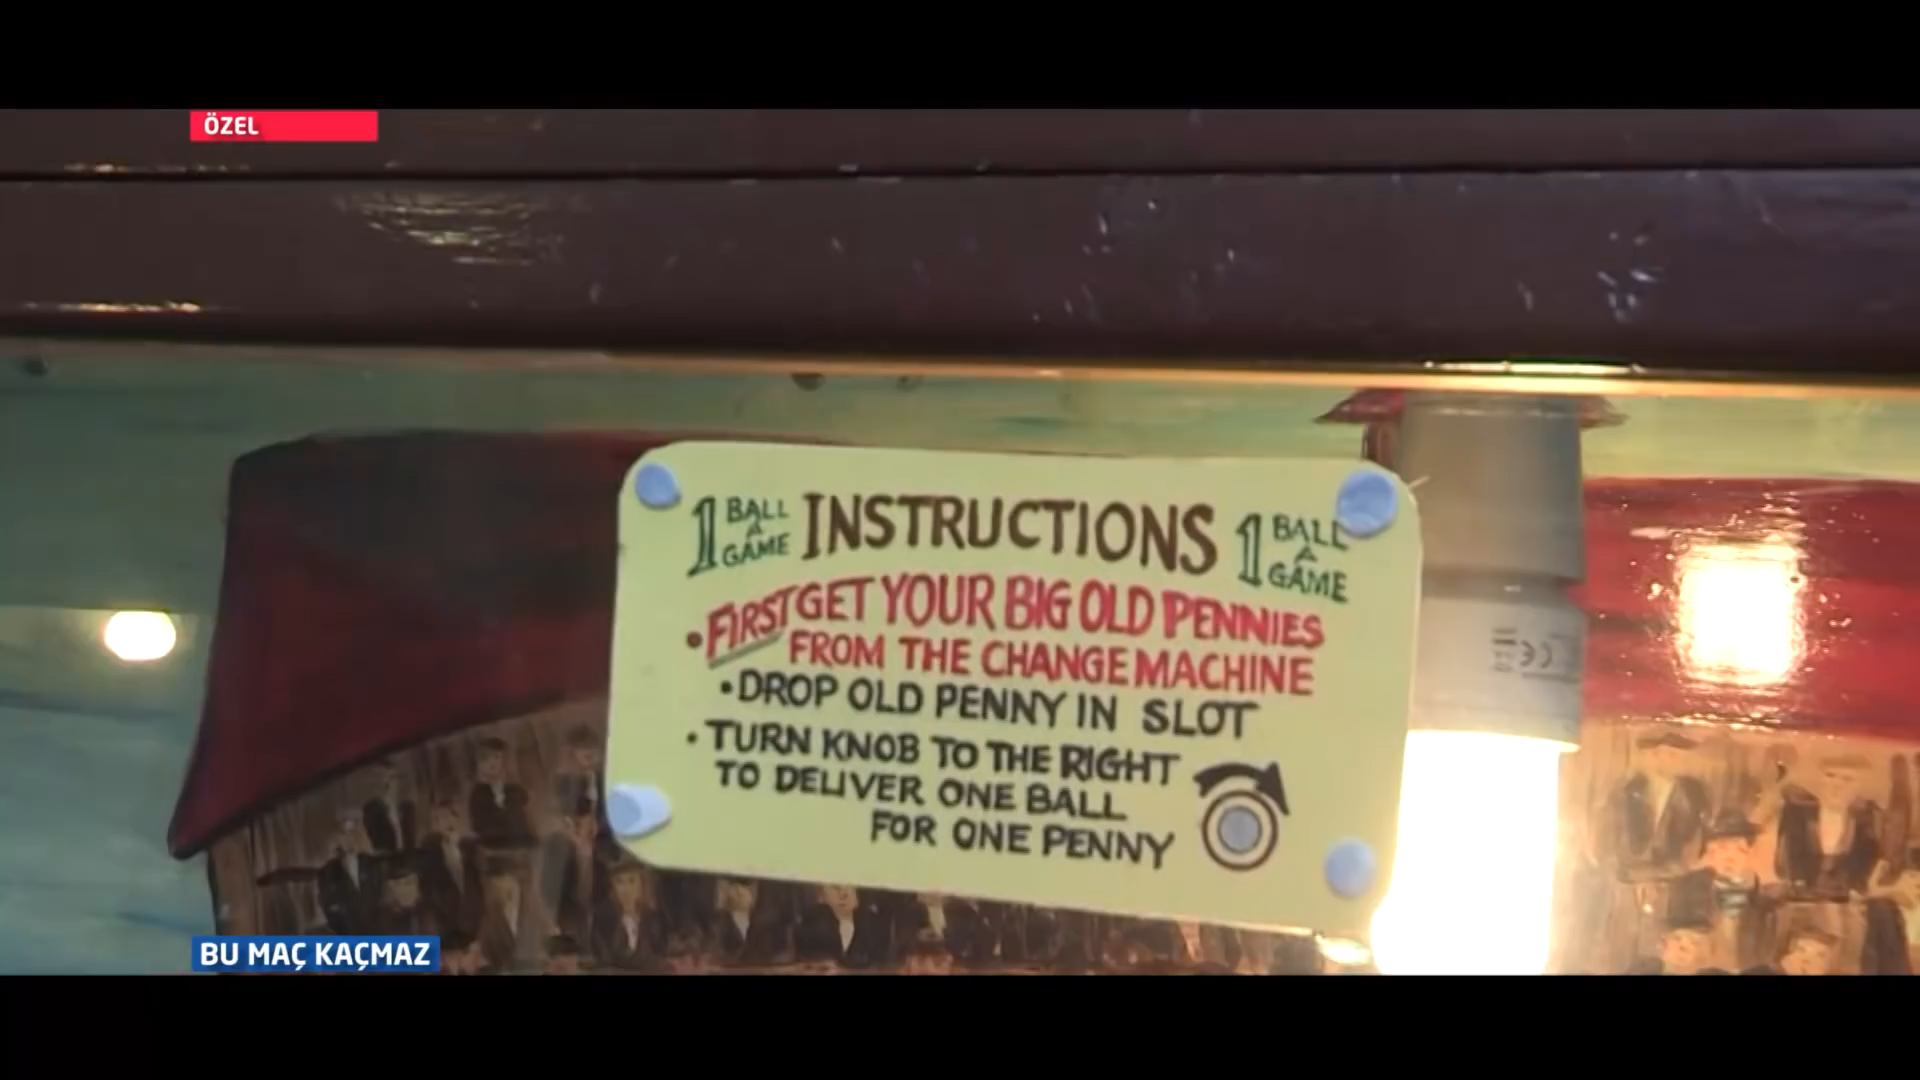 ÖZEL
1 BALL A GAME INSTRUCTIONS 1 BALL A GAME
• FIRST GET YOUR BIG OLD PENNIES
FROM THE CHANGE MACHINE
• DROP OLD PENNY IN SLOT
• TURN KNOB TO THE RIGHT
TO DELIVER ONE BALL
FOR ONE PENNY
BU MAÇ KAÇMAZ